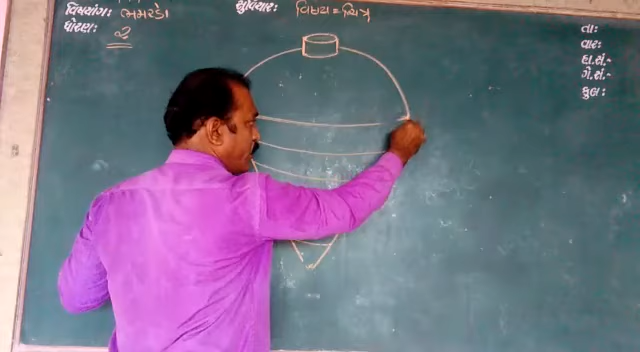 વિષયાંગ: ભમરડો
ધોરણ: ૨
સુવિચાર:
વિષય = ચિત્ર
તા:
વાર:
હા.સં.-
ગે.સં.-
કુલ: